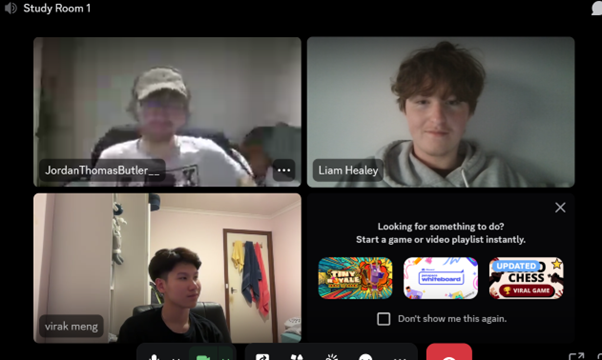 Study Room 1
JordanThomasButler__
Liam Healey
Looking for something to do?
Start a game or video playlist instantly.
TINY ROYALE
whiteboard
UPDATED
CHESS
VIRAL GAME
Don't show me this again.
virak meng